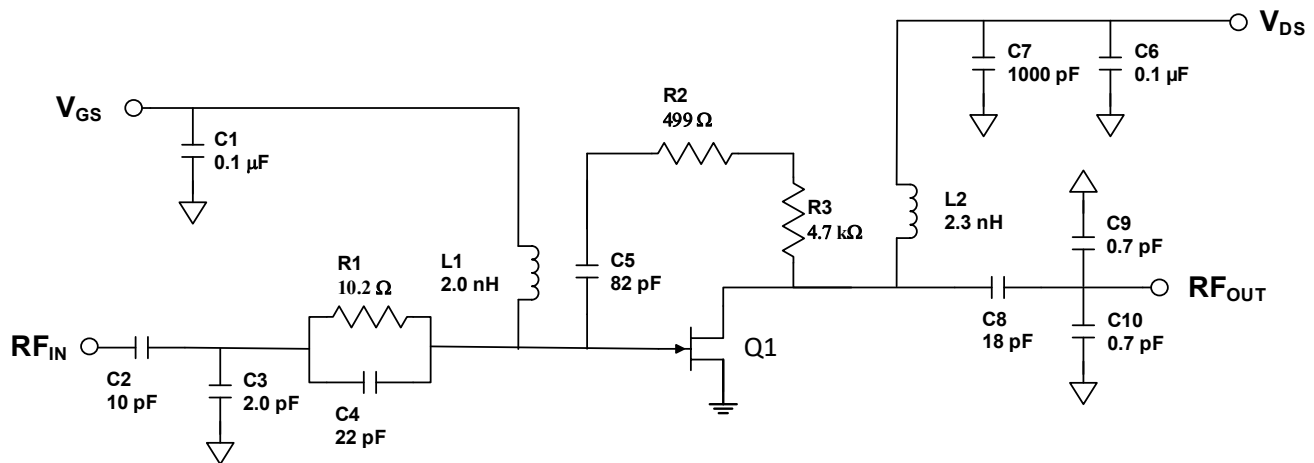 V_DS
C7
1000 pF
C6
0.1 µF
R2
499 Ω
V_GS
C1
0.1 µF
R3
4.7 kΩ
L2
2.3 nH
C9
0.7 pF
L1
2.0 nH
C5
82 pF
R1
10.2 Ω
RF_OUT
RF_IN
Q1
C8
18 pF
C10
0.7 pF
C2
10 pF
C3
2.0 pF
C4
22 pF